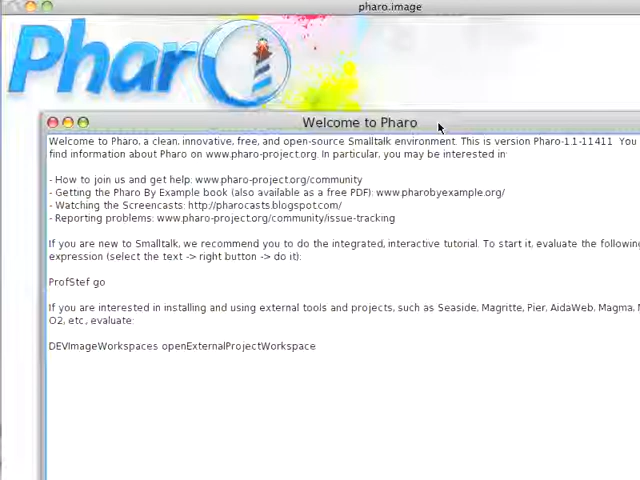 pharo.image
Pharo
Welcome to Pharo
Welcome to Pharo, a clean, innovative, free, and open-source Smalltalk environment. This is version Pharo-1.1-11411 You
find information about Pharo on www.pharo-project.org. In particular, you may be interested in
- How to join us and get help: www.pharo-project.org/community
- Getting the Pharo By Example book (also available as a free PDF): www.pharobyexample.org/
- Watching the Screencasts: http://pharocasts.blogspot.com/
- Reporting problems: www.pharo-project.org/community/issue-tracking
If you are new to Smalltalk, we recommend you to do the integrated, interactive tutorial. To start it, evaluate the following
expression (select the text -> right button -> do it):
ProfStef go
If you are interested in installing and using external tools and projects, such as Seaside, Magritte, Pier, AidaWeb, Magma,
O2, etc., evaluate:
DEVImageWorkspaces openExternalProjectWorkspace